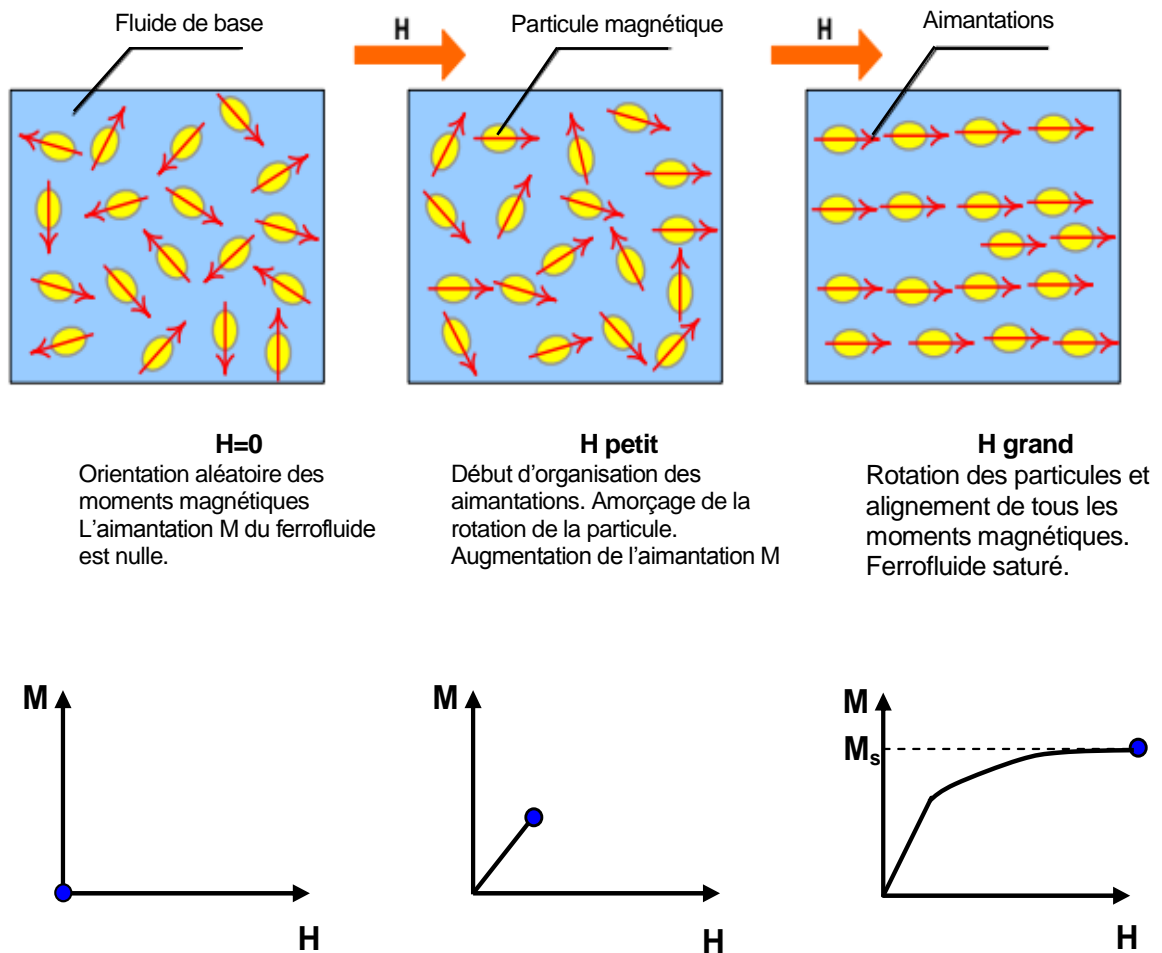 Fluide de base
H
Particule magnétique
H
Aimantations
H=0
Orientation aléatoire des
moments magnétiques
L'aimantation M du ferrofluide
est nulle.
H petit
Début d'organisation des
aimantations. Amorçage de la
rotation de la particule.
Augmentation de l'aimantation M
H grand
Rotation des particules et
alignement de tous les
moments magnétiques.
Ferrofluide saturé.
M
H
M
H
M
Ms
H